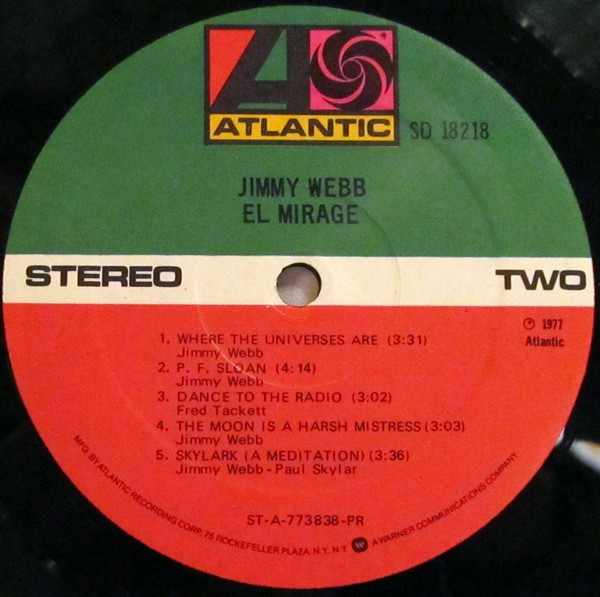 ATLANTIC
SD 18218
JIMMY WEBB
EL MIRAGE
STEREO
TWO
℗ 1977
Atlantic
1. WHERE THE UNIVERSES ARE (3:31)
Jimmy Webb
2. P. F. SLOAN (4:14)
Jimmy Webb
3. DANCE TO THE RADIO (3:02)
Fred Tackett
4. THE MOON IS A HARSH MISTRESS (3:03)
Jimmy Webb
5. SKYLARK (A MEDITATION) (3:36)
Jimmy Webb - Paul Skylar
ST-A-773838-PR
MFG. BY ATLANTIC RECORDING CORP. 75 ROCKEFELLER PLAZA, N.Y., N.Y. W A WARNER COMMUNICATIONS COMPANY